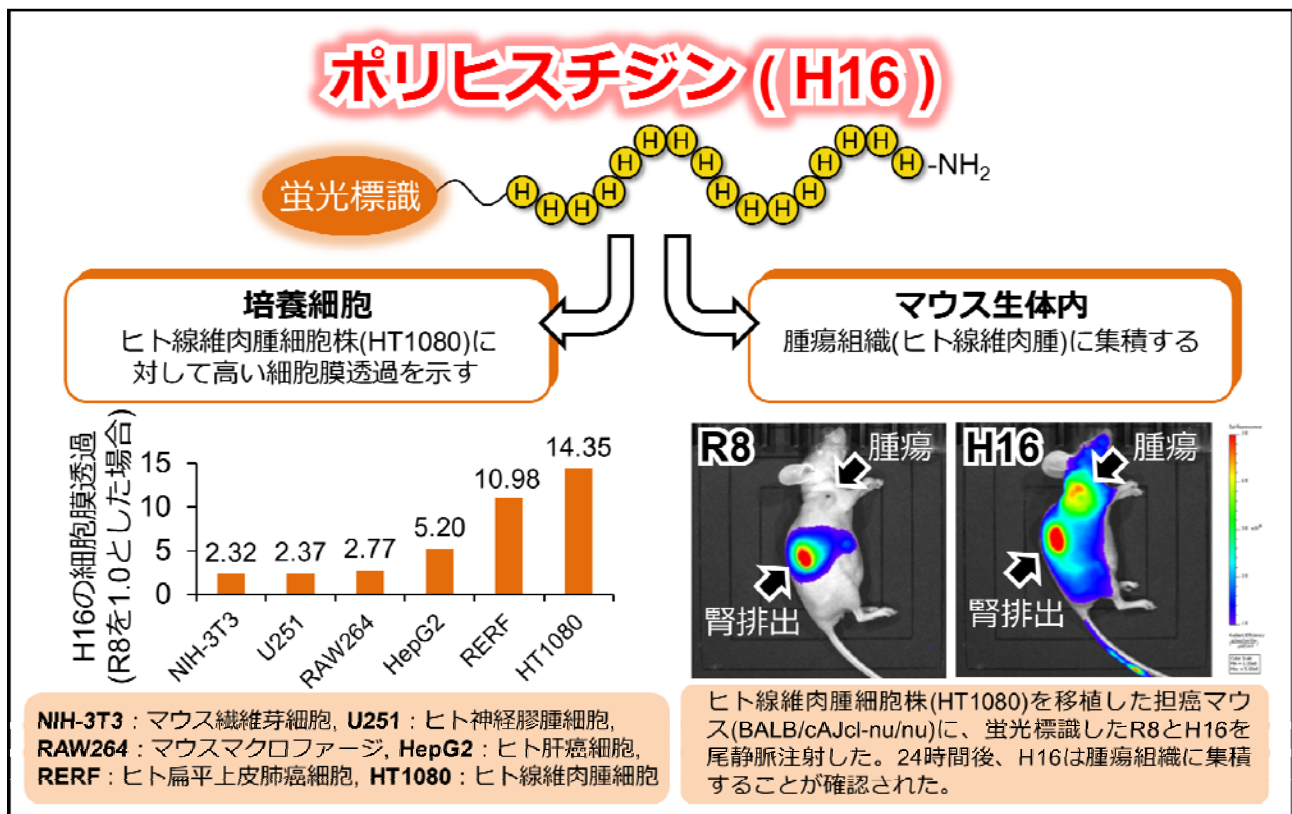 ポリヒスチジン ( H16 )
蛍光標識
H H H H H H H H H H H H H H H H -NH2
培養細胞
ヒト線維肉腫細胞株(HT1080)に
対して高い細胞膜透過を示す
マウス生体内
腫瘍組織(ヒト線維肉腫)に集積する
H16の細胞膜透過
(R8を1.0とした場合)
15
10
5
0
2.32
2.37
2.77
5.20
10.98
14.35
NIH-3T3
U251
RAW264
HepG2
RERF
HT1080
R8
腫瘍
腎排出
H16
腫瘍
腎排出
NIH-3T3：マウス繊維芽細胞, U251：ヒト神経膠腫細胞,
RAW264：マウスマクロファージ, HepG2：ヒト肝癌細胞,
RERF：ヒト扁平上皮肺癌細胞, HT1080：ヒト線維肉腫細胞
ヒト線維肉腫細胞株(HT1080)を移植した担癌マウ
ス(BALB/cAJcl-nu/nu)に、蛍光標識したR8とH16を
尾静脈注射した。24時間後、H16は腫瘍組織に集積
することが確認された。